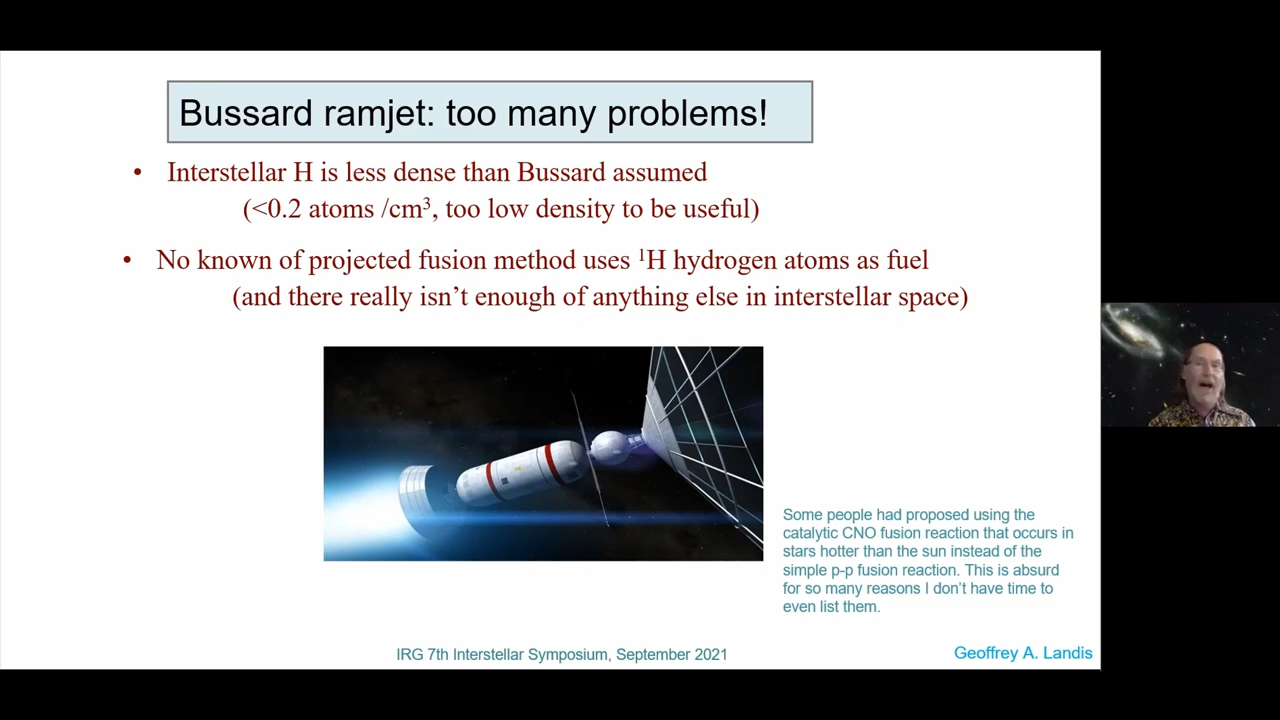 Bussard ramjet: too many problems!
• Interstellar H is less dense than Bussard assumed
(<0.2 atoms /cm³, too low density to be useful)
• No known of projected fusion method uses ¹H hydrogen atoms as fuel
(and there really isn’t enough of anything else in interstellar space)
Some people had proposed using the
catalytic CNO fusion reaction that occurs in
stars hotter than the sun instead of the
simple p-p fusion reaction. This is absurd
for so many reasons I don’t have time to
even list them.
IRG 7th Interstellar Symposium, September 2021
Geoffrey A. Landis